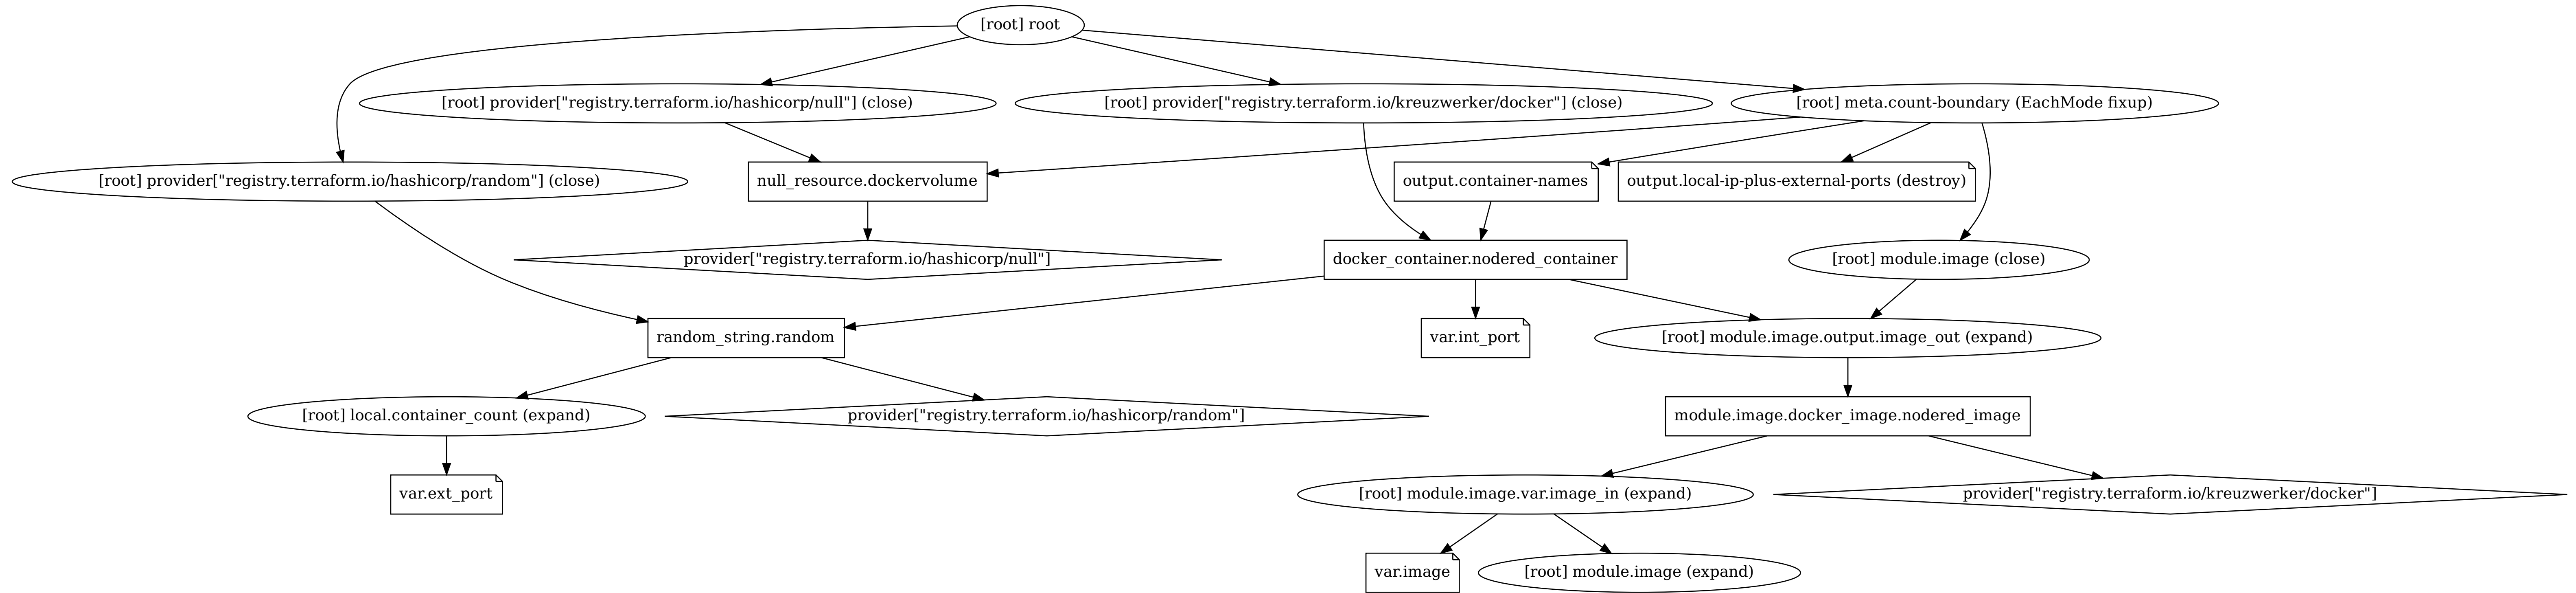 [root] root
[root] provider["registry.terraform.io/hashicorp/null"] (close)
[root] provider["registry.terraform.io/kreuzwerker/docker"] (close)
[root] meta.count-boundary (EachMode fixup)
[root] provider["registry.terraform.io/hashicorp/random"] (close)
null_resource.dockervolume
output.container-names
output.local-ip-plus-external-ports (destroy)
provider["registry.terraform.io/hashicorp/null"]
docker_container.nodered_container
[root] module.image (close)
random_string.random
var.int_port
[root] module.image.output.image_out (expand)
[root] local.container_count (expand)
provider["registry.terraform.io/hashicorp/random"]
module.image.docker_image.nodered_image
var.ext_port
[root] module.image.var.image_in (expand)
provider["registry.terraform.io/kreuzwerker/docker"]
var.image
[root] module.image (expand)